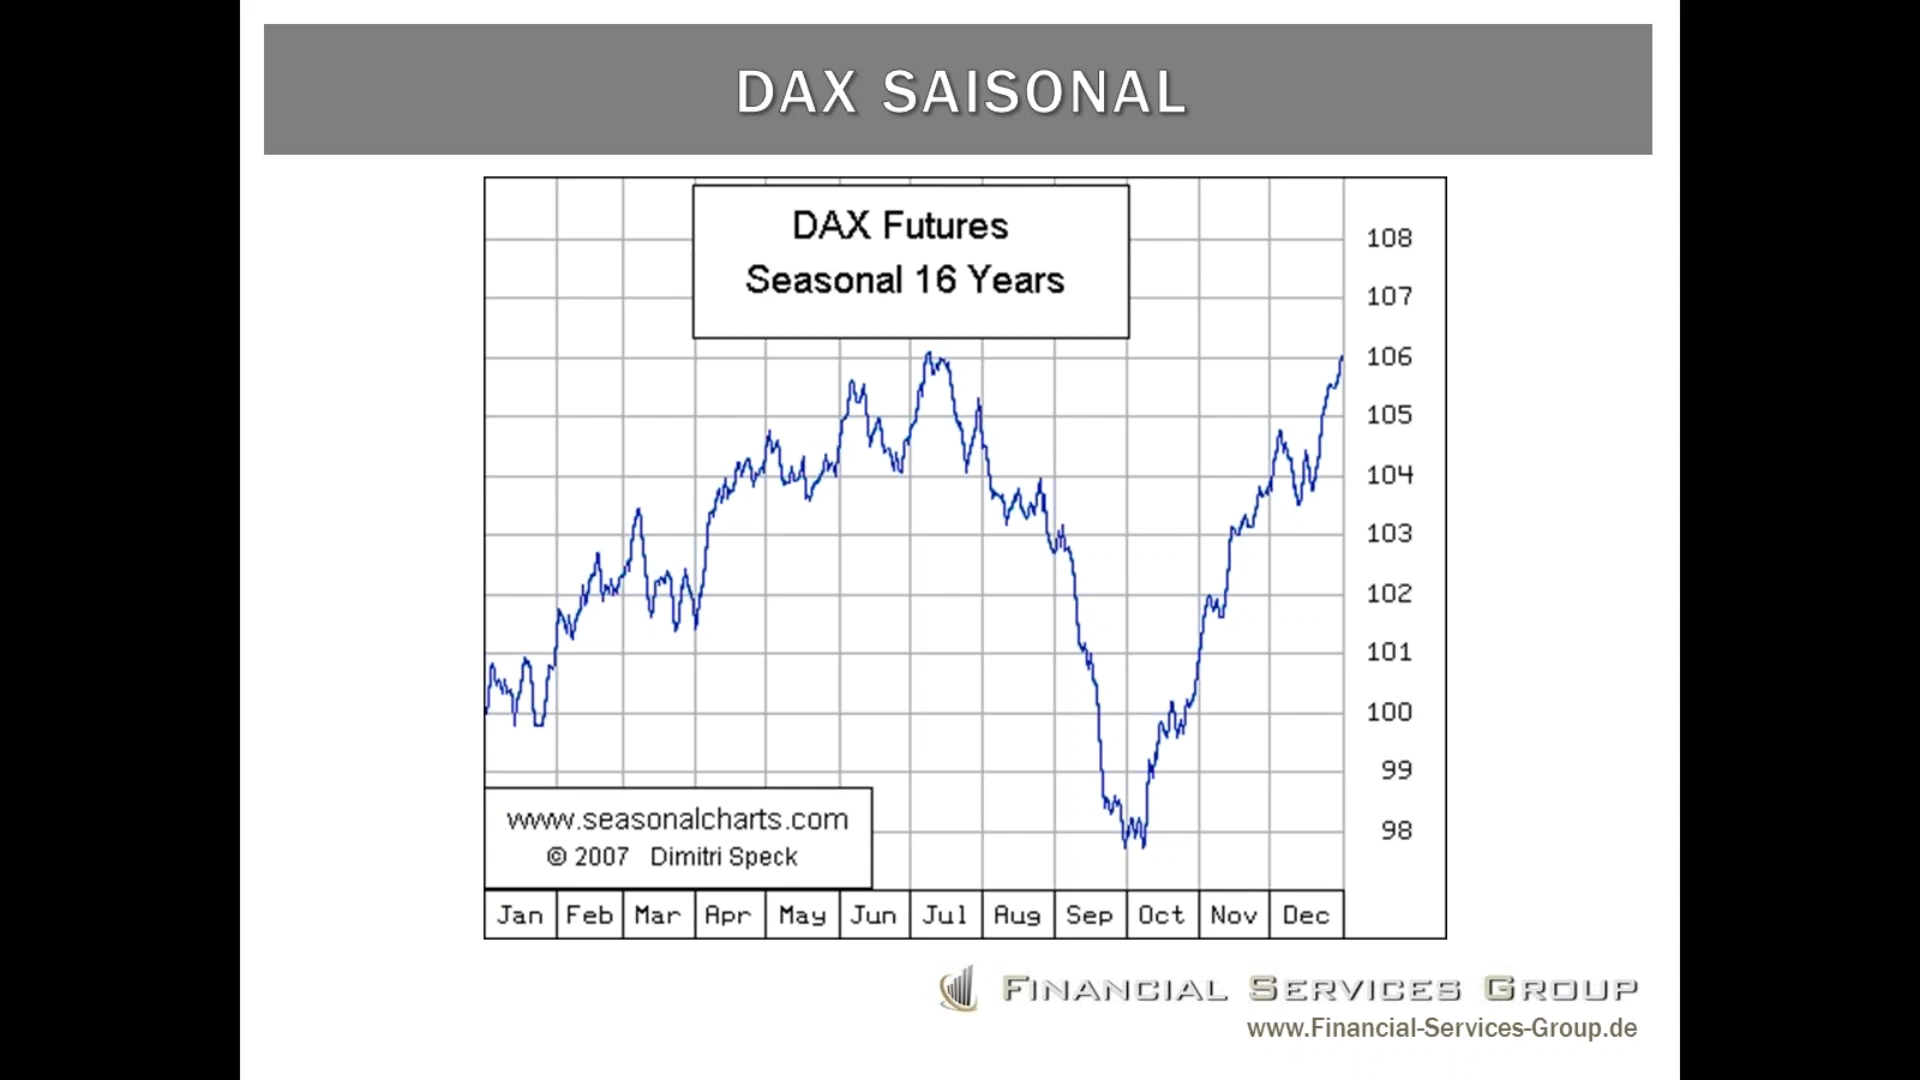 DAX SAISONAL
DAX Futures
Seasonal 16 Years
108
107
106
105
104
103
102
101
100
99
98
www.seasonalcharts.com
© 2007 Dimitri Speck
Jan Feb Mar Apr May Jun Jul Aug Sep Oct Nov Dec
FINANCIAL SERVICES GROUP
www.Financial-Services-Group.de